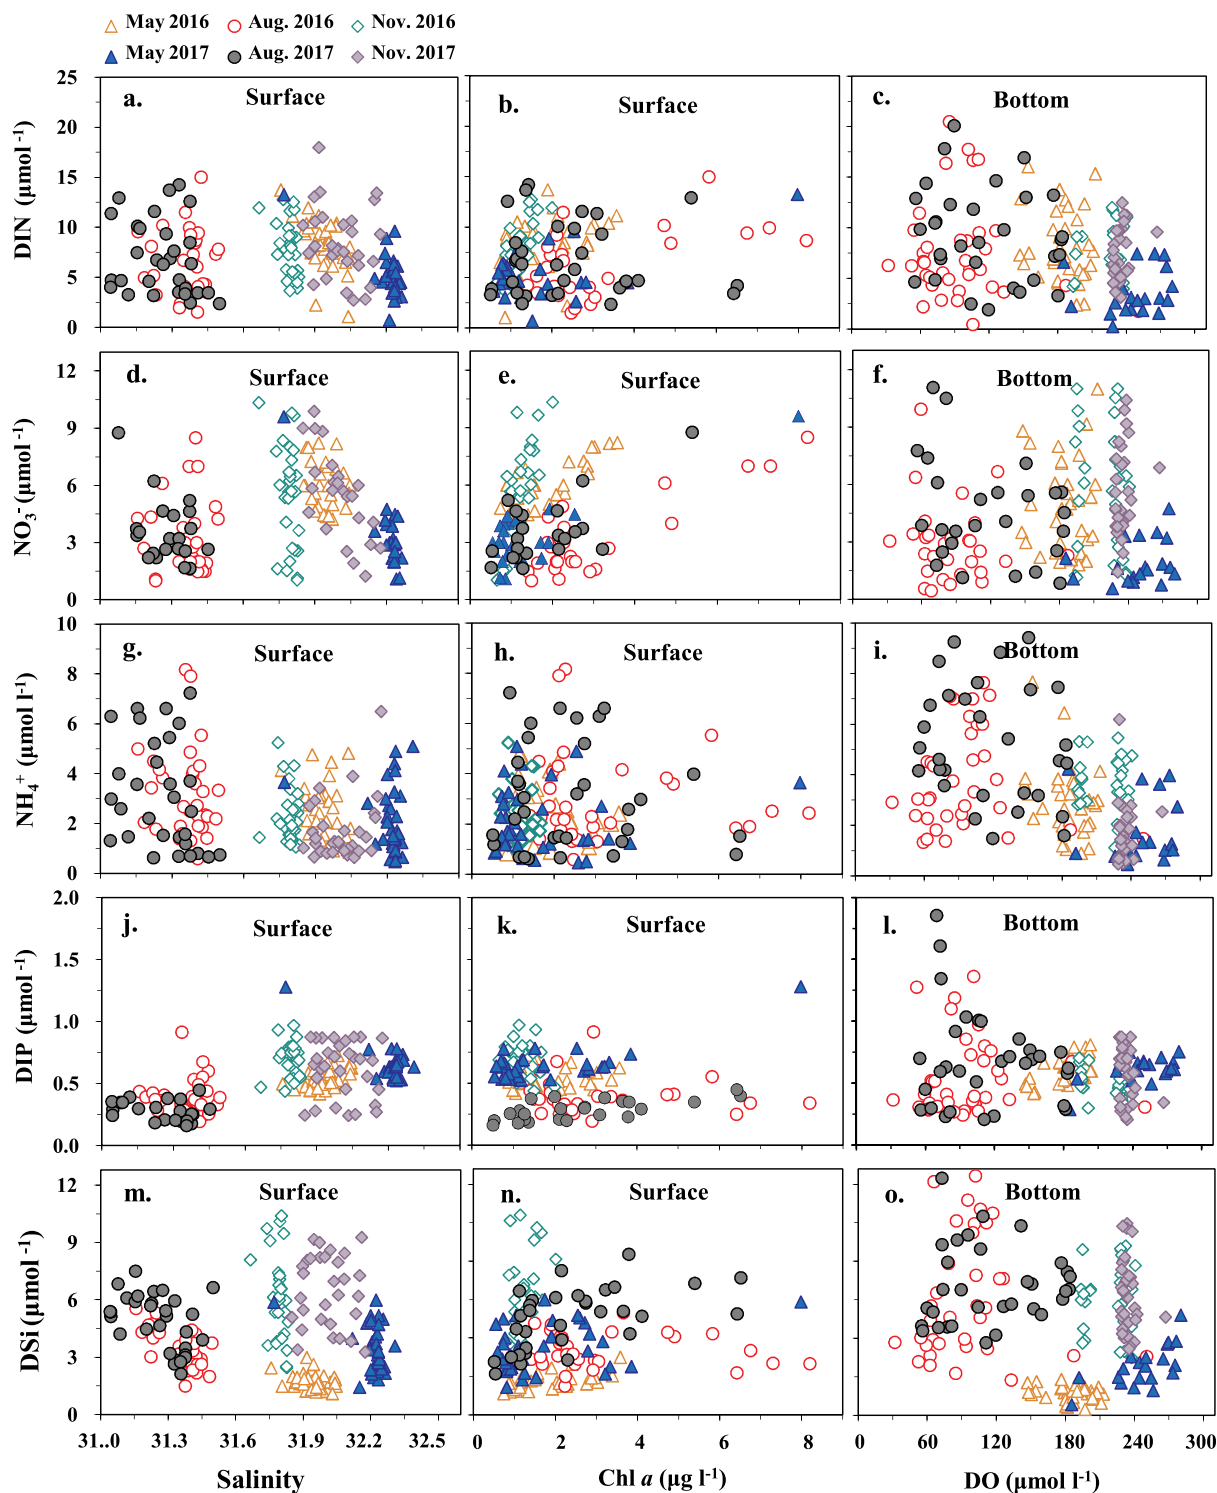 May 2016 Aug. 2016 Nov. 2016
May 2017 Aug. 2017 Nov. 2017
a. Surface
b. Surface
c. Bottom
DIN (µmol ⁻¹)
25
20
15
10
5
0
d. Surface
e. Surface
f. Bottom
NO₃⁻ (µmol ⁻¹)
12
9
6
3
0
g. Surface
h. Surface
i. Bottom
NH₄⁺ (µmol l⁻¹)
10
8
6
4
2
0
j. Surface
k. Surface
l. Bottom
DIP (µmol ⁻¹)
2.0
1.5
1.0
0.5
0.0
m. Surface
n. Surface
o. Bottom
DSi (µmol ⁻¹)
12
9
6
3
0
31..0 31.3 31.6 31.9 32.2 32.5
0 2 4 6 8
0 60 120 180 240 300
Salinity
Chl a (µg l⁻¹)
DO (µmol l⁻¹)